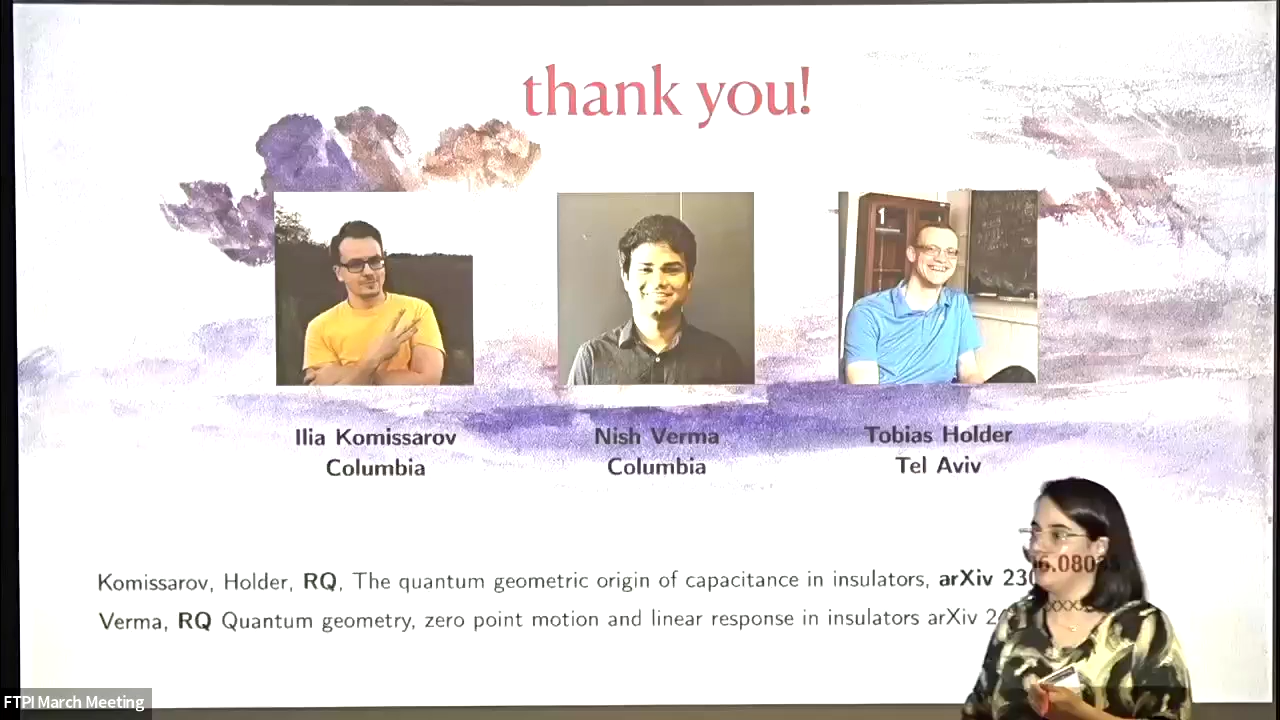 thank you!
Ilia Komissarov
Columbia
Nish Verma
Columbia
Tobias Holder
Tel Aviv
Komissarov, Holder, RQ, The quantum geometric origin of capacitance in insulators, arXiv 2306.08035
Verma, RQ Quantum geometry, zero point motion and linear response in insulators arXiv
FTPI March Meeting